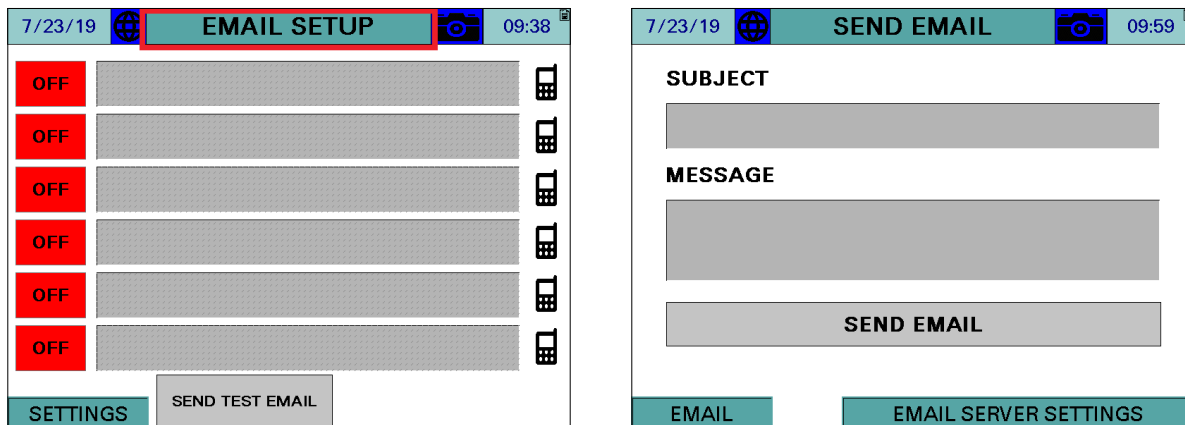 7/23/19 EMAIL SETUP 09:38
OFF
OFF
OFF
OFF
OFF
OFF
SETTINGS SEND TEST EMAIL
7/23/19 SEND EMAIL 09:59
SUBJECT
MESSAGE
SEND EMAIL
EMAIL EMAIL SERVER SETTINGS